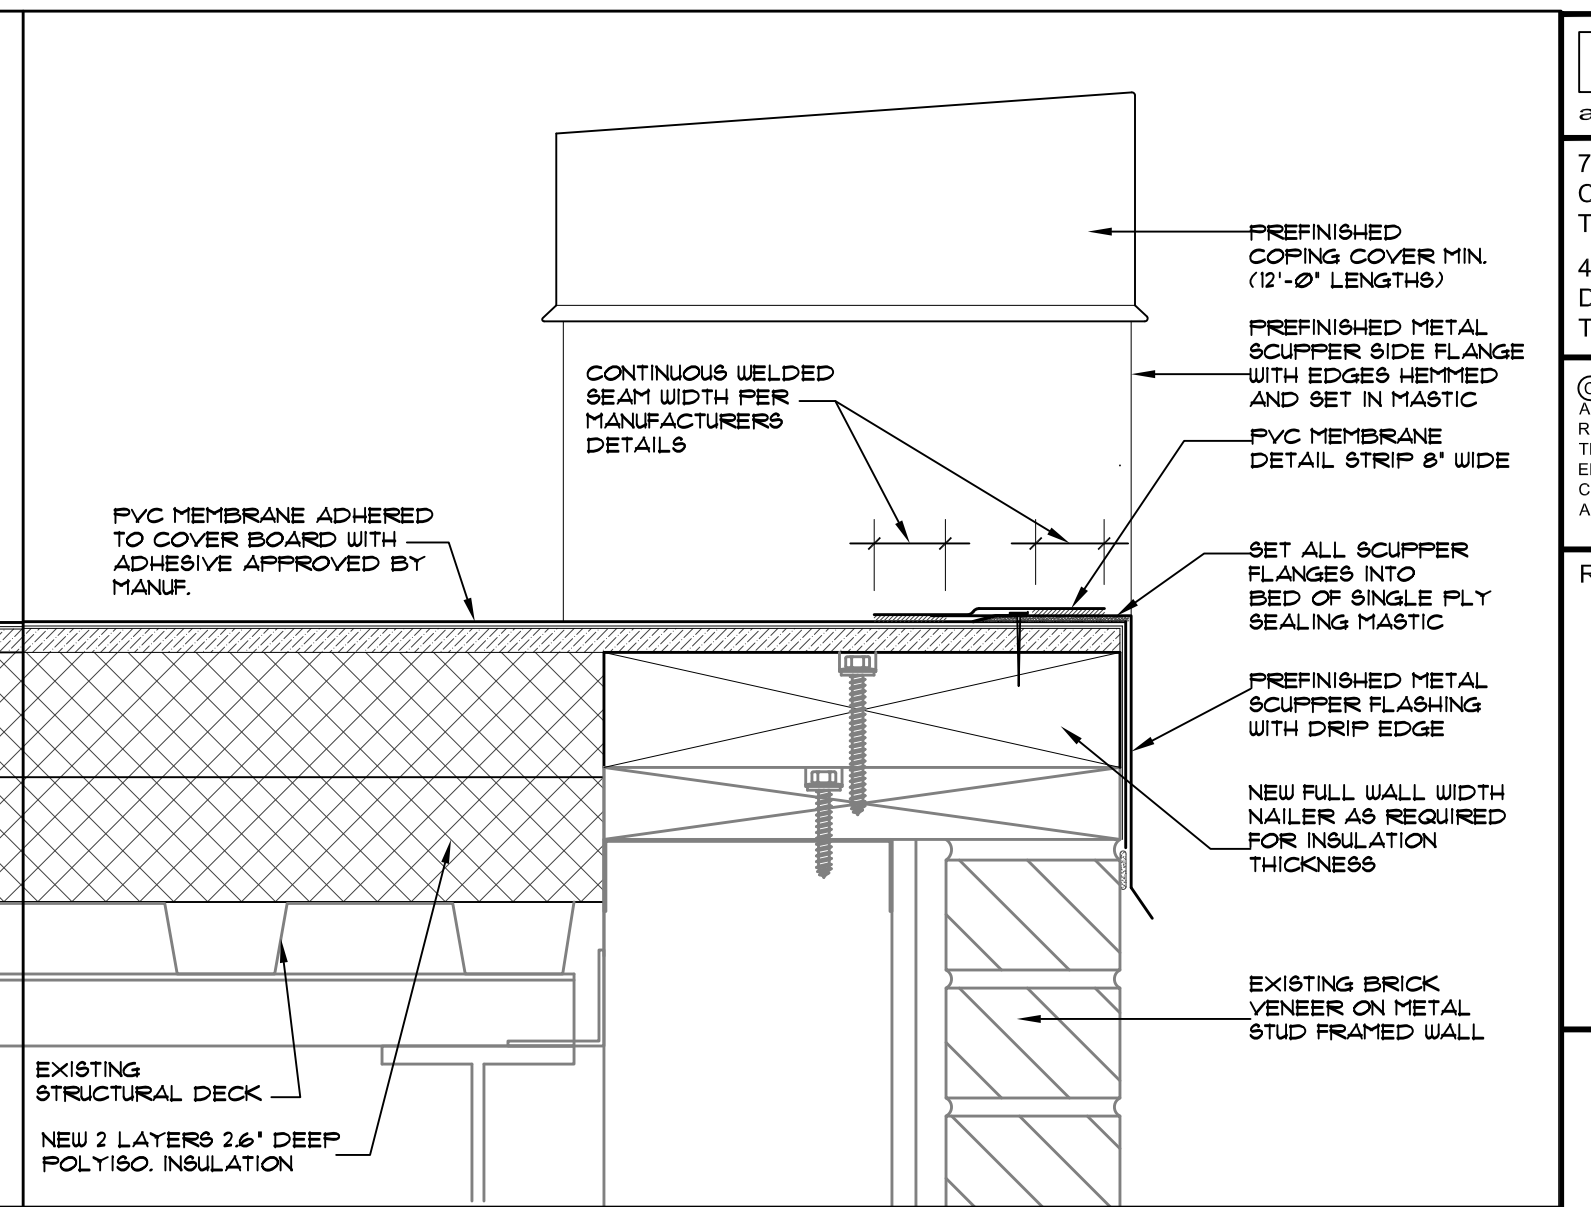 PREFINISHED
COPING COVER MIN.
(12'-0" LENGTHS)
PREFINISHED METAL
SCUPPER SIDE FLANGE
WITH EDGES HEMMED
AND SET IN MASTIC
CONTINUOUS WELDED
SEAM WIDTH PER
MANUFACTURERS
DETAILS
PVC MEMBRANE
DETAIL STRIP 8" WIDE
PVC MEMBRANE ADHERED
TO COVER BOARD WITH
ADHESIVE APPROVED BY
MANUF.
SET ALL SCUPPER
FLANGES INTO
BED OF SINGLE PLY
SEALING MASTIC
PREFINISHED METAL
SCUPPER FLASHING
WITH DRIP EDGE
NEW FULL WALL WIDTH
NAILER AS REQUIRED
FOR INSULATION
THICKNESS
EXISTING BRICK
VENEER ON METAL
STUD FRAMED WALL
EXISTING
STRUCTURAL DECK
NEW 2 LAYERS 2.6" DEEP
POLYISO. INSULATION